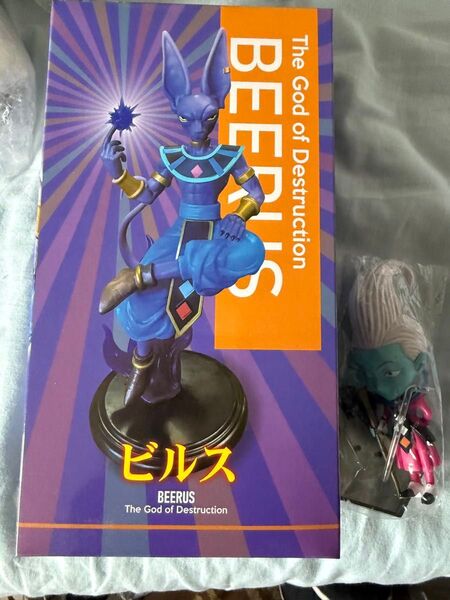 The God of Destruction
BEERUS
ビルス
BEERUS
The God of Destruction